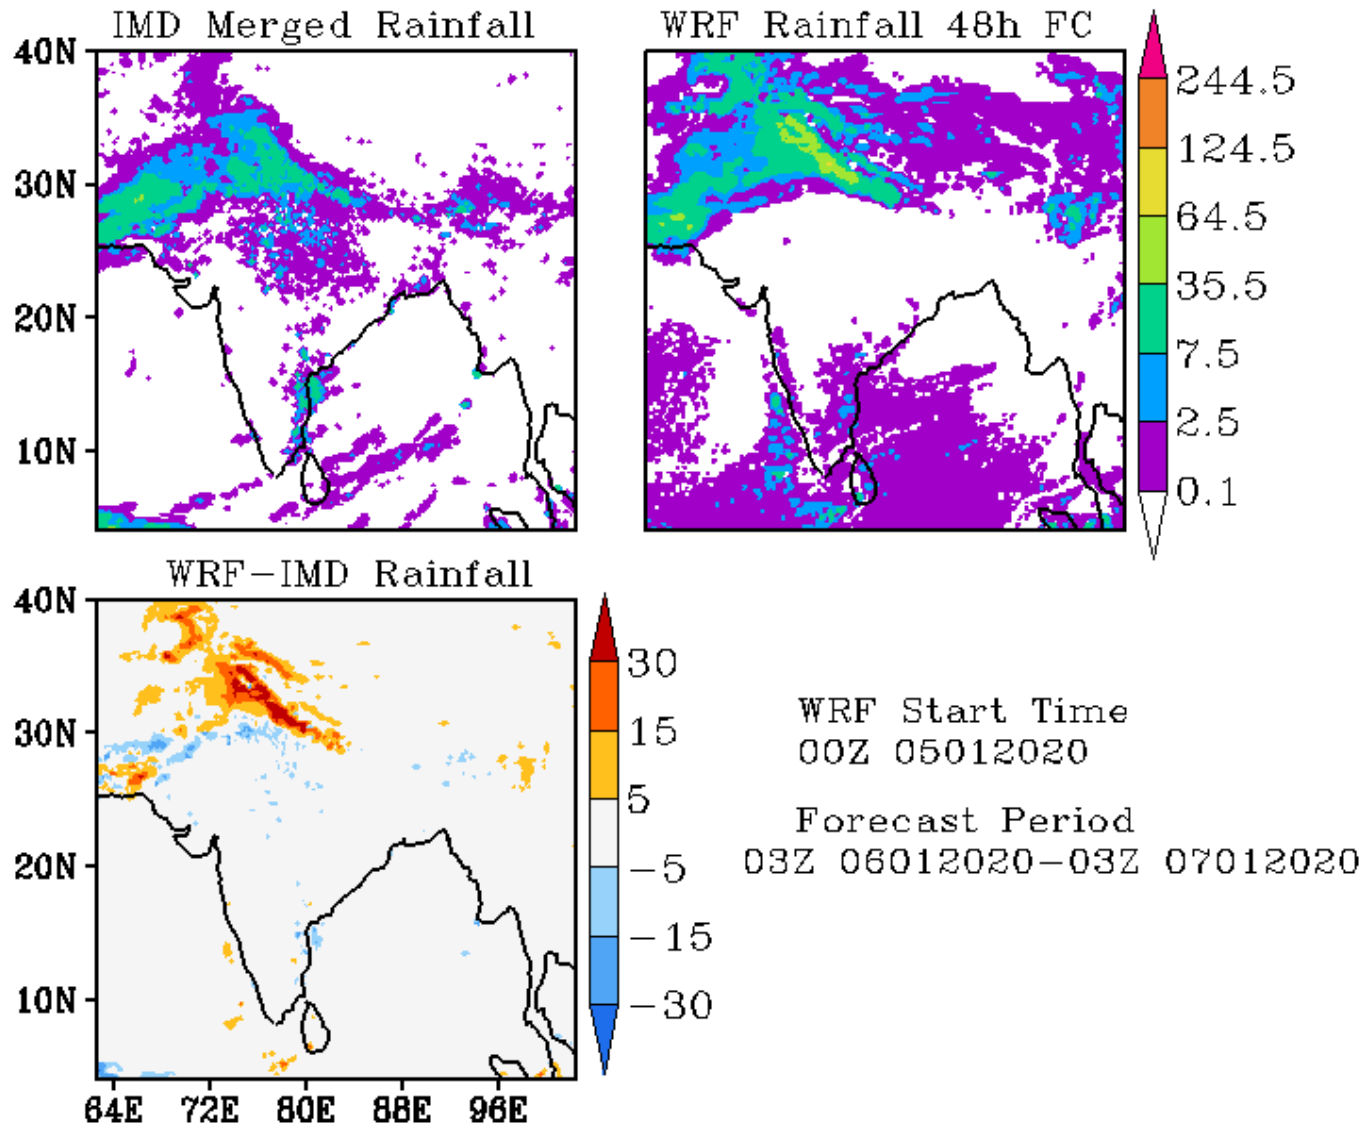 IMD Merged Rainfall
WRF Rainfall 48h FC
40N
30N
20N
10N
244.5
124.5
64.5
35.5
7.5
2.5
0.1
WRF-IMD Rainfall
40N
30N
20N
10N
64E 72E 80E 88E 96E
30
15
5
-5
-15
-30
WRF Start Time
00Z 05012020
Forecast Period
03Z 06012020-03Z 07012020